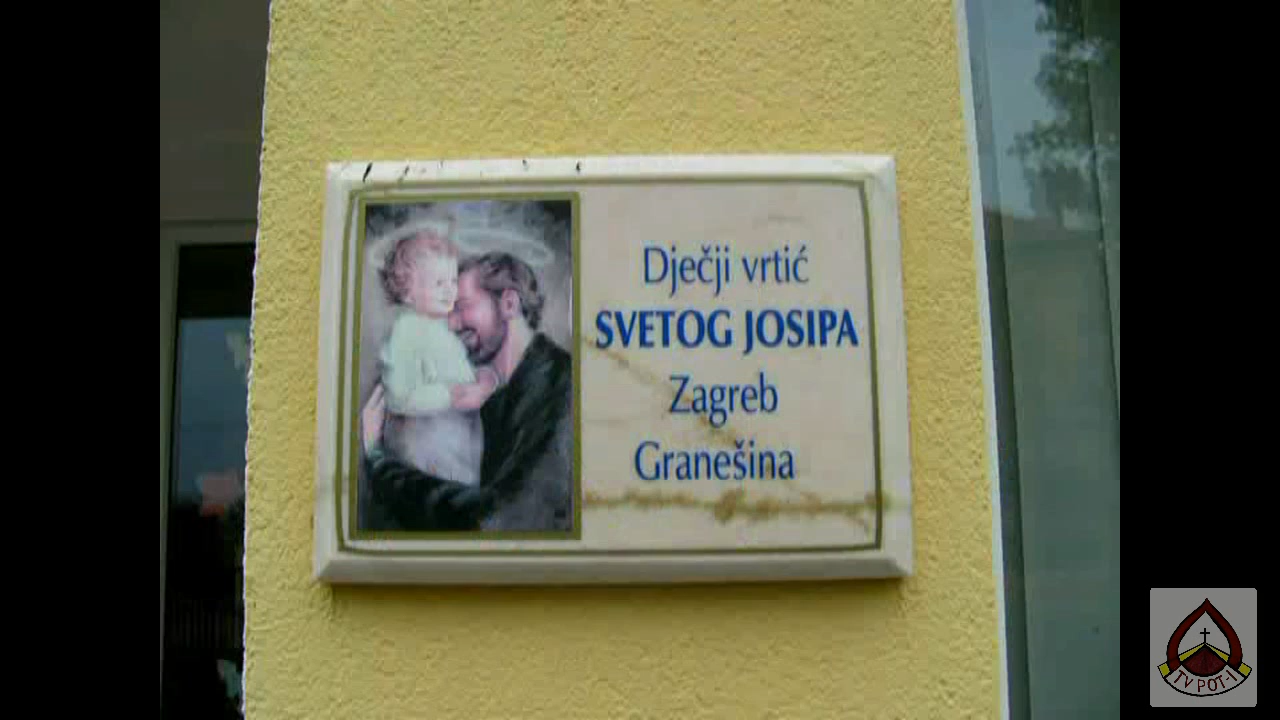 Dječji vrtić
SVETOG JOSIPA
Zagreb
Granešina
TV POT-I